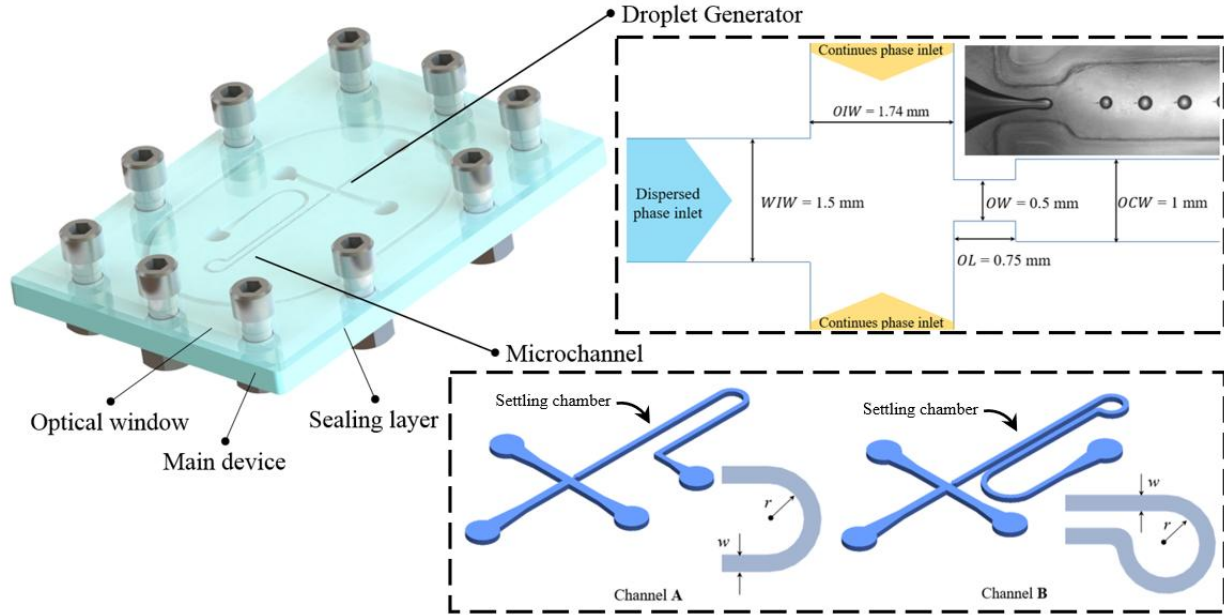 Droplet Generator
Microchannel
Optical window
Sealing layer
Main device
Continues phase inlet
OIW = 1.74 mm
Dispersed
phase inlet
WIW = 1.5 mm
OW = 0.5 mm
OCW = 1 mm
OL = 0.75 mm
Continues phase inlet
Settling chamber
r
w
Channel A
Settling chamber
w
r
Channel B